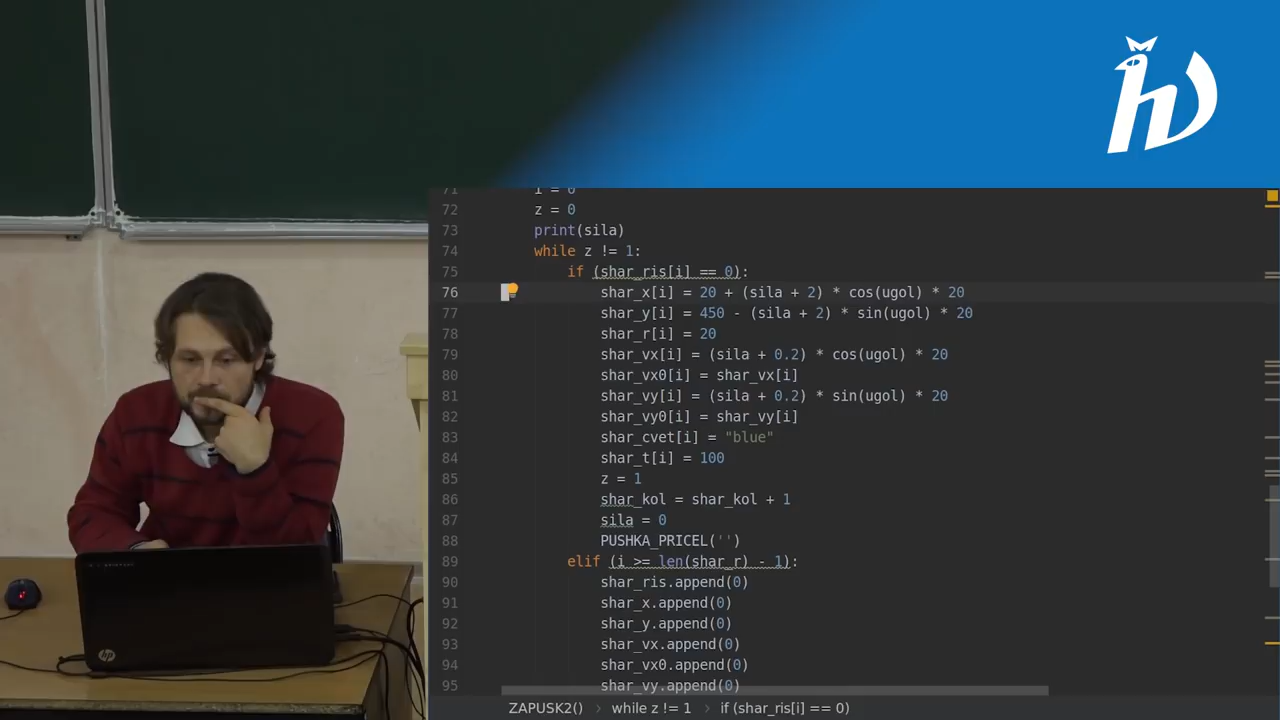 71 i = 0
72 z = 0
73 print(sila)
74 while z != 1:
75 if (shar_ris[i] == 0):
76 shar_x[i] = 20 + (sila + 2) * cos(ugol) * 20
77 shar_y[i] = 450 - (sila + 2) * sin(ugol) * 20
78 shar_r[i] = 20
79 shar_vx[i] = (sila + 0.2) * cos(ugol) * 20
80 shar_vx0[i] = shar_vx[i]
81 shar_vy[i] = (sila + 0.2) * sin(ugol) * 20
82 shar_vy0[i] = shar_vy[i]
83 shar_cvet[i] = "blue"
84 shar_t[i] = 100
85 z = 1
86 shar_kol = shar_kol + 1
87 sila = 0
88 PUSHKA_PRICEL('')
89 elif (i >= len(shar_r) - 1):
90 shar_ris.append(0)
91 shar_x.append(0)
92 shar_y.append(0)
93 shar_vx.append(0)
94 shar_vx0.append(0)
95 shar_vy.append(0)
ZAPUSK2() › while z != 1 › if (shar_ris[i] == 0)
hp